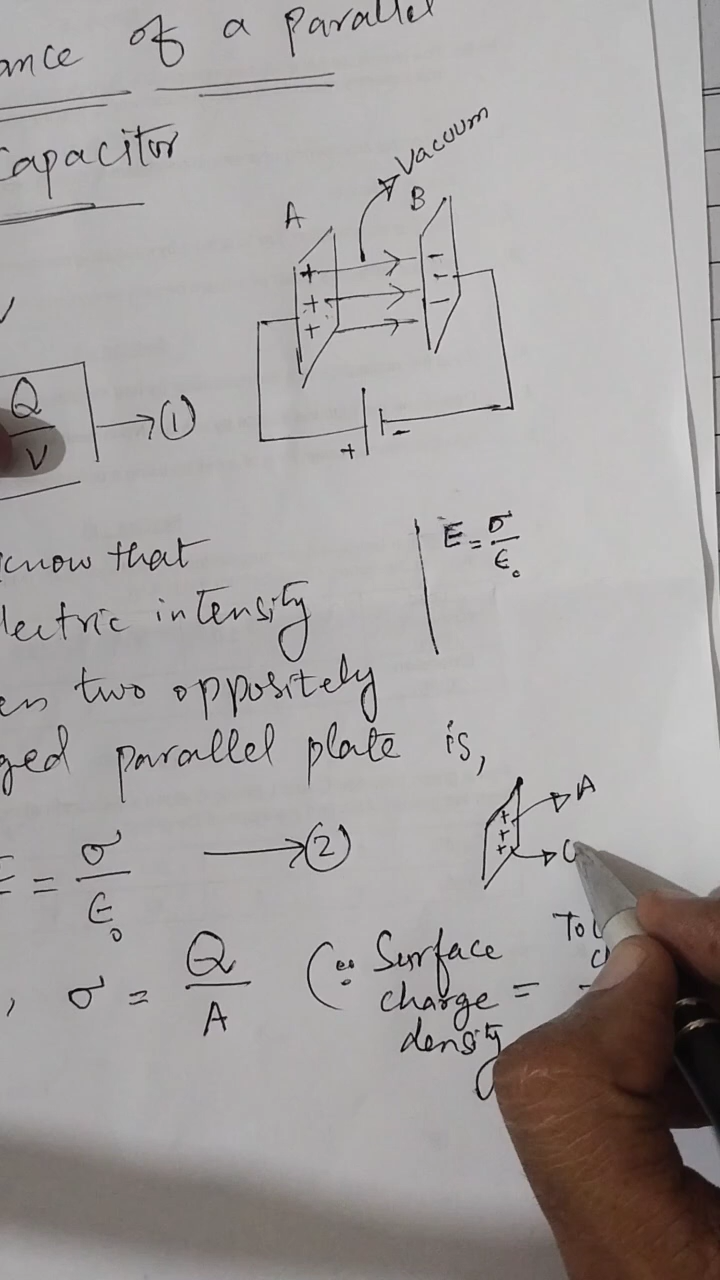 ance of a parallel
Capacitor
Vacuum
A
B
+ -
+ -
+ -
Q
V
→ ①
+ -
know that
lectric intensity
en two oppositely
ged parallel plate is,
E = σ/ϵ₀
E = σ/ϵ₀ → ②
+
+
+
A
, σ = Q/A (∵ Surface charge density =